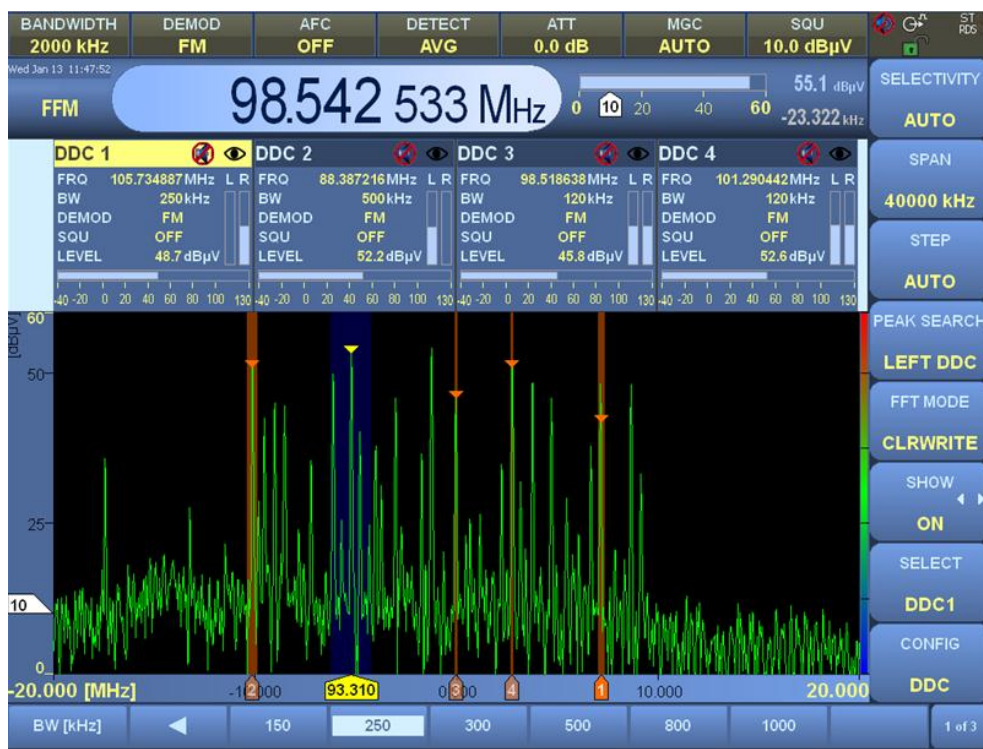 BANDWIDTH DEMOD AFC DETECT ATT MGC SQU ST
2000 kHz FM OFF AVG 0.0 dB AUTO 10.0 dBµV RDS
Wed Jan 13 11:47:52
FFM 98.542 533 MHz 0 10 20 40 60 55.1 dBµV
-23.322 kHz
SELECTIVITY
AUTO
DDC 1 DDC 2 DDC 3 DDC 4
FRQ 105.734887 MHz L R FRQ 88.387216 MHz L R FRQ 98.518638 MHz L R FRQ 101.290442 MHz L R
BW 250 kHz BW 500 kHz BW 120 kHz BW 120 kHz
DEMOD FM DEMOD FM DEMOD FM DEMOD FM
SQU OFF SQU OFF SQU OFF SQU OFF
LEVEL 48.7 dBµV LEVEL 52.2 dBµV LEVEL 45.8 dBµV LEVEL 52.6 dBµV
-40 -20 0 20 40 60 80 100 130 -40 -20 0 20 40 60 80 100 130 -40 -20 0 20 40 60 80 100 130 -40 -20 0 20 40 60 80 100 130
SPAN
40000 kHz
STEP
AUTO
PEAK SEARCH
LEFT DDC
FFT MODE
CLRWRITE
SHOW
ON
SELECT
DDC1
CONFIG
DDC
[dBµV]
60
50
25
10
0
-20.000 [MHz] 2 93.310 3 4 1 10.000 20.000
BW [kHz] 150 250 300 500 800 1000 1 of 3